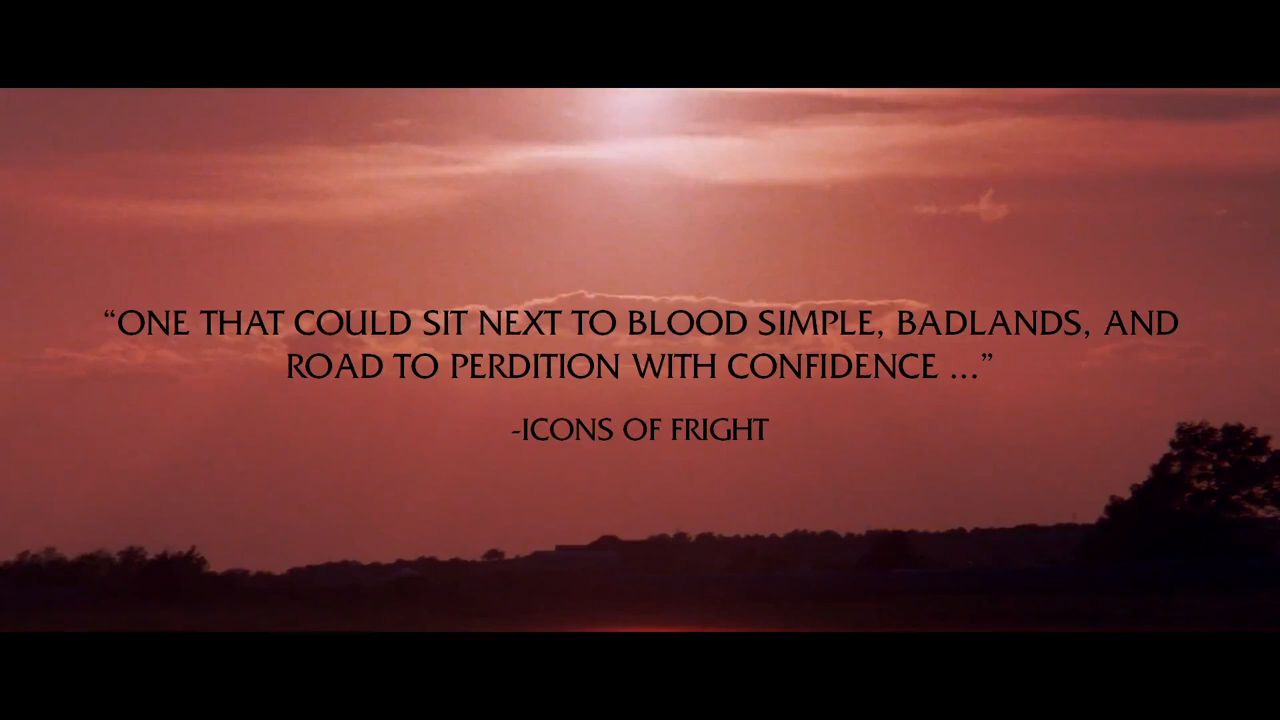 “ONE THAT COULD SIT NEXT TO BLOOD SIMPLE, BADLANDS, AND
ROAD TO PERDITION WITH CONFIDENCE ...”
-ICONS OF FRIGHT